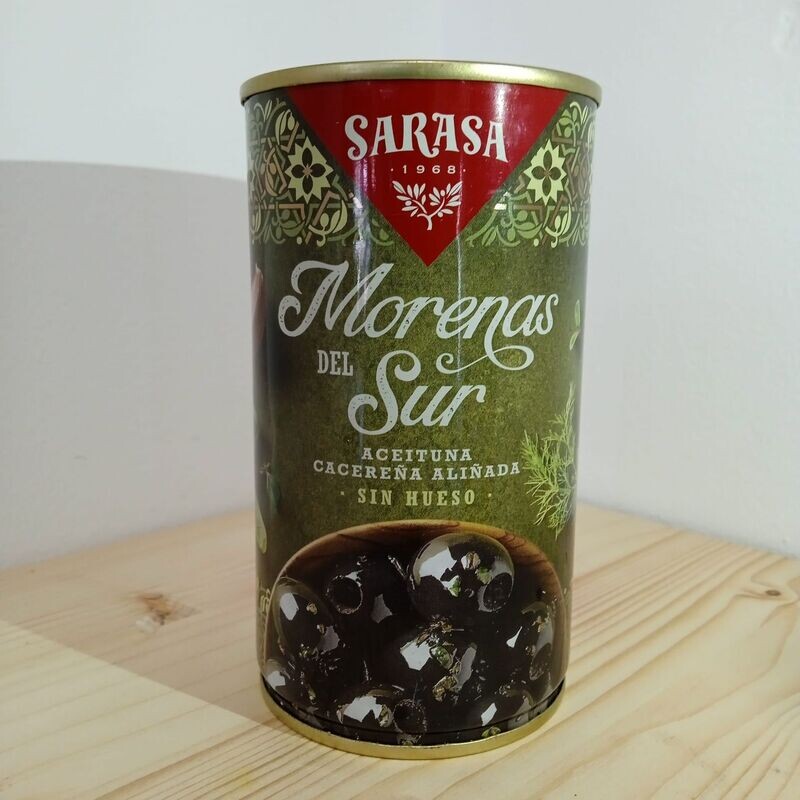 SARASA
· 1968 ·
Morenas
DEL
Sur
ACEITUNA
CACEREÑA ALIÑADA
· SIN HUESO ·